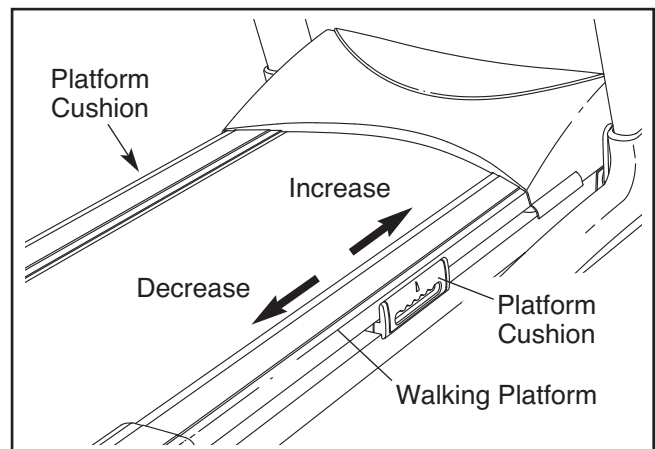 Platform
Cushion
Increase
Decrease
Platform
Cushion
Walking Platform